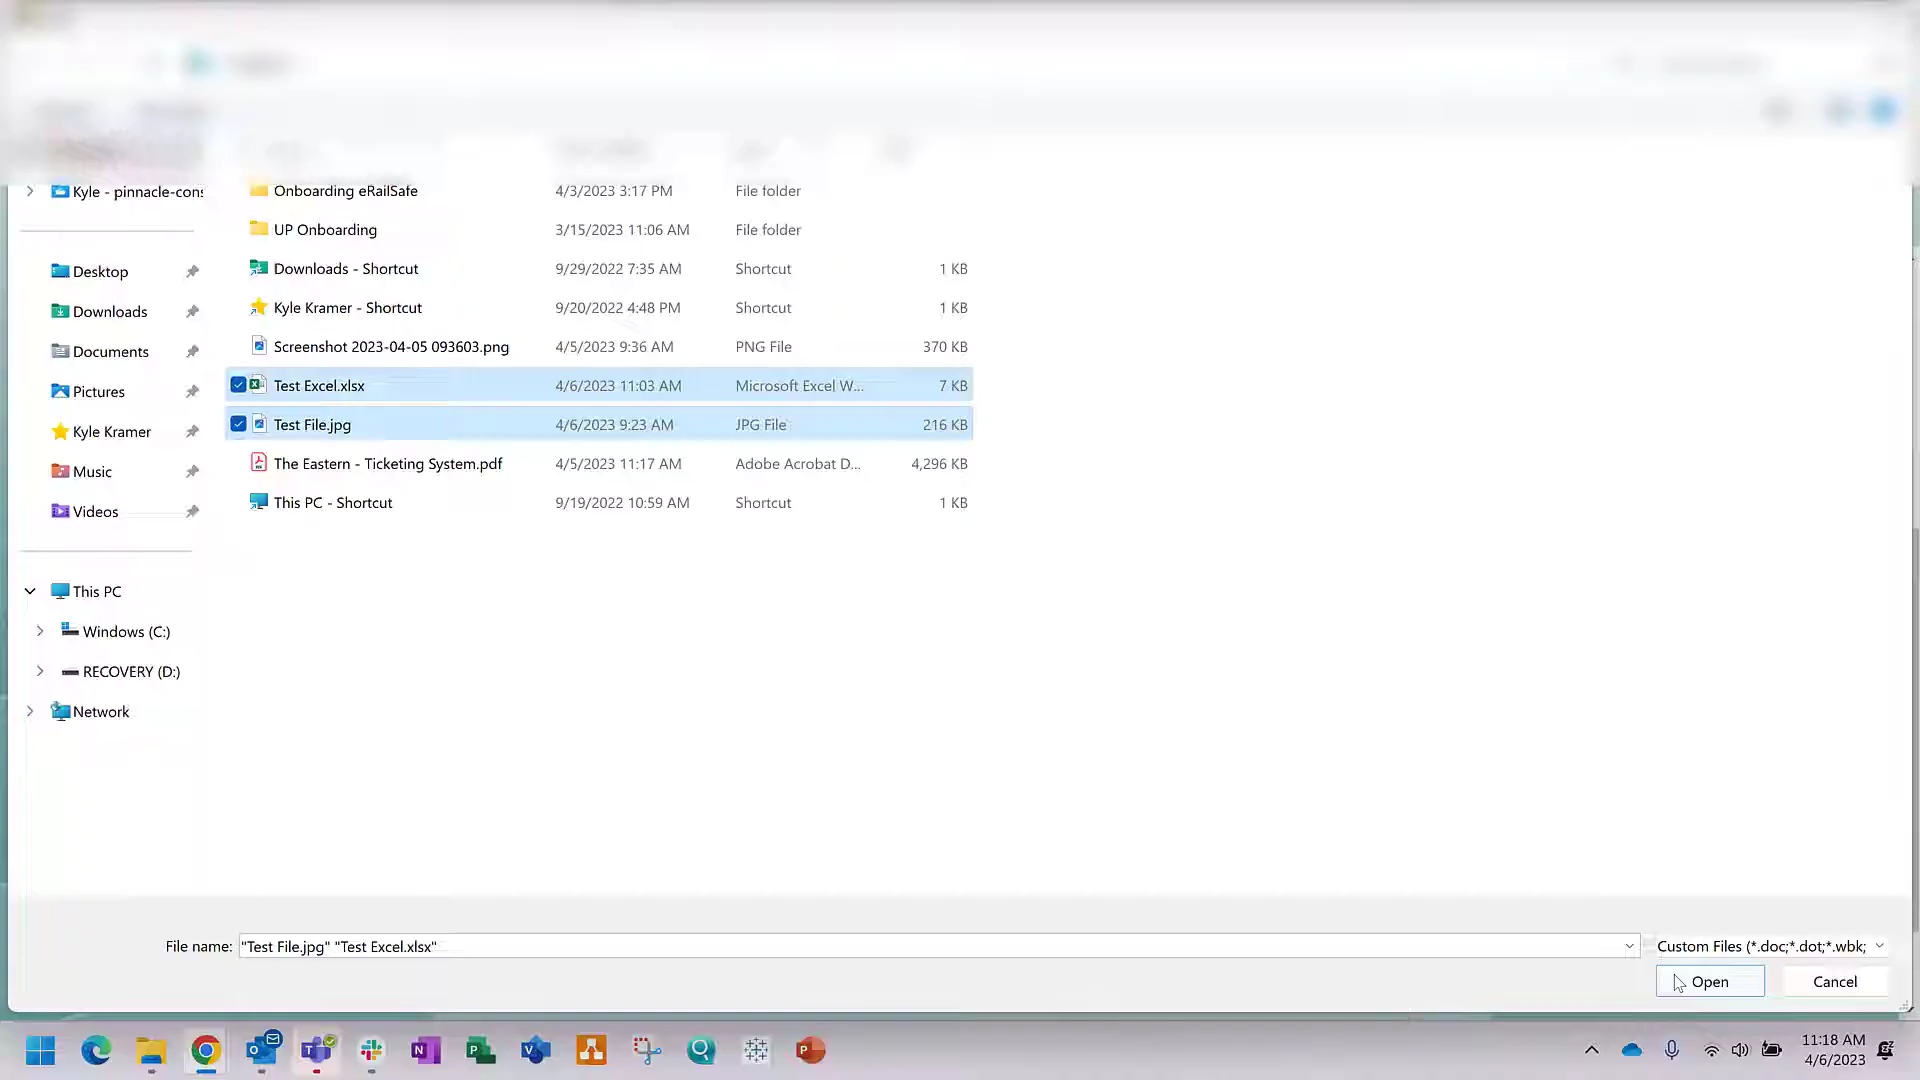 Kyle - pinnacle-cons
Onboarding eRailSafe 4/3/2023 3:17 PM File folder
UP Onboarding 3/15/2023 11:06 AM File folder
Desktop
Downloads - Shortcut 9/29/2022 7:35 AM Shortcut 1 KB
Downloads
Kyle Kramer - Shortcut 9/20/2022 4:48 PM Shortcut 1 KB
Documents
Screenshot 2023-04-05 093603.png 4/5/2023 9:36 AM PNG File 370 KB
Pictures
Test Excel.xlsx 4/6/2023 11:03 AM Microsoft Excel W... 7 KB
Kyle Kramer
Test File.jpg 4/6/2023 9:23 AM JPG File 216 KB
Music
The Eastern - Ticketing System.pdf 4/5/2023 11:17 AM Adobe Acrobat D... 4,296 KB
Videos
This PC - Shortcut 9/19/2022 10:59 AM Shortcut 1 KB
This PC
Windows (C:)
RECOVERY (D:)
Network
File name: "Test File.jpg" "Test Excel.xlsx" Custom Files (*.doc;*.dot;*.wbk;
Open Cancel
11:18 AM
4/6/2023